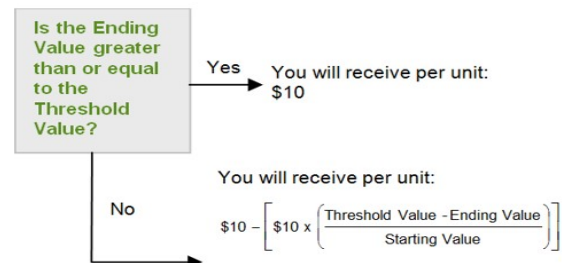 Is the Ending
Value greater
than or equal
to the
Threshold
Value?
Yes
You will receive per unit:
$10
No
You will receive per unit:
$10 – [ $10 x ( Threshold Value - Ending Value
Starting Value ) ]